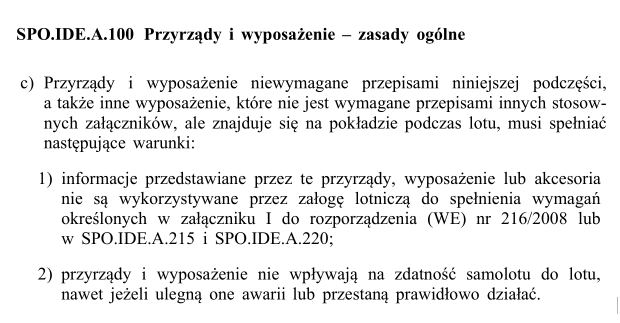 SPO.IDE.A.100 Przyrządy i wyposażenie – zasady ogólne
c) Przyrządy i wyposażenie niewymagane przepisami niniejszej podczęści,
a także inne wyposażenie, które nie jest wymagane przepisami innych stosow-
nych załączników, ale znajduje się na pokładzie podczas lotu, musi spełniać
następujące warunki:
1) informacje przedstawiane przez te przyrządy, wyposażenie lub akcesoria
nie są wykorzystywane przez załogę lotniczą do spełnienia wymagań
określonych w załączniku I do rozporządzenia (WE) nr 216/2008 lub
w SPO.IDE.A.215 i SPO.IDE.A.220;
2) przyrządy i wyposażenie nie wpływają na zdatność samolotu do lotu,
nawet jeżeli ulegną one awarii lub przestaną prawidłowo działać.